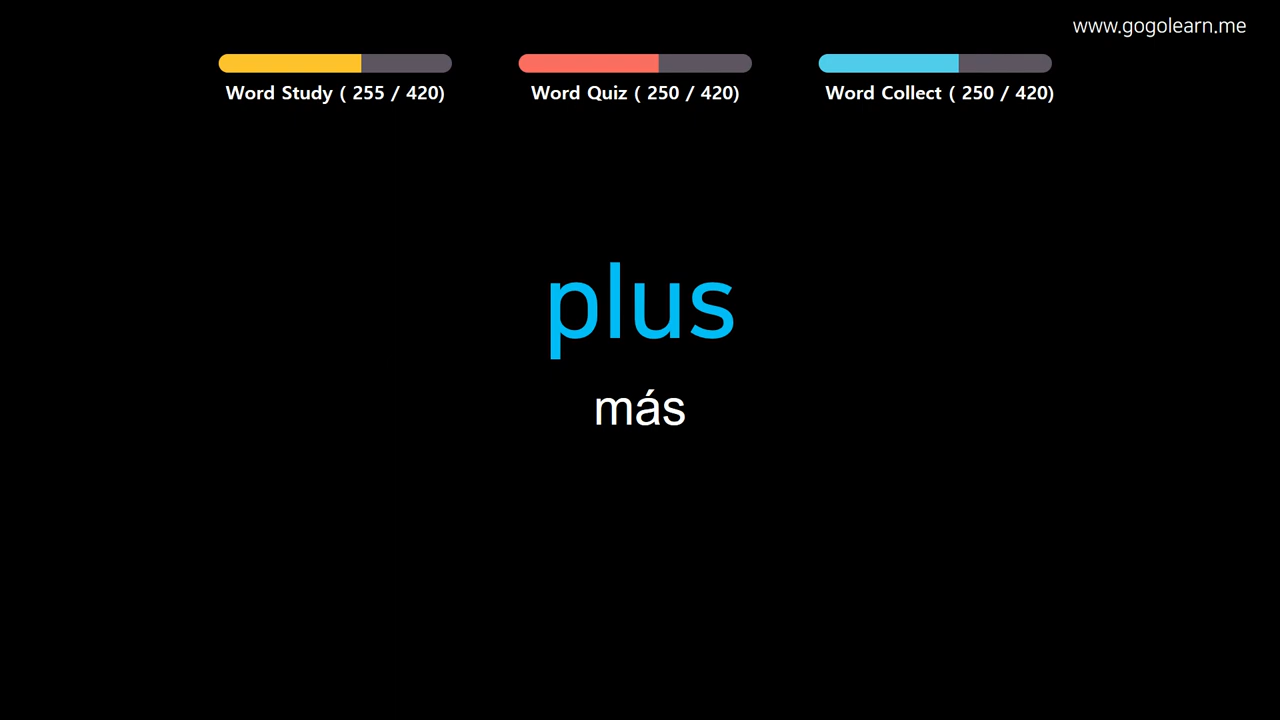 www.gogolearn.me
Word Study ( 255 / 420)
Word Quiz ( 250 / 420)
Word Collect ( 250 / 420)
plus
más